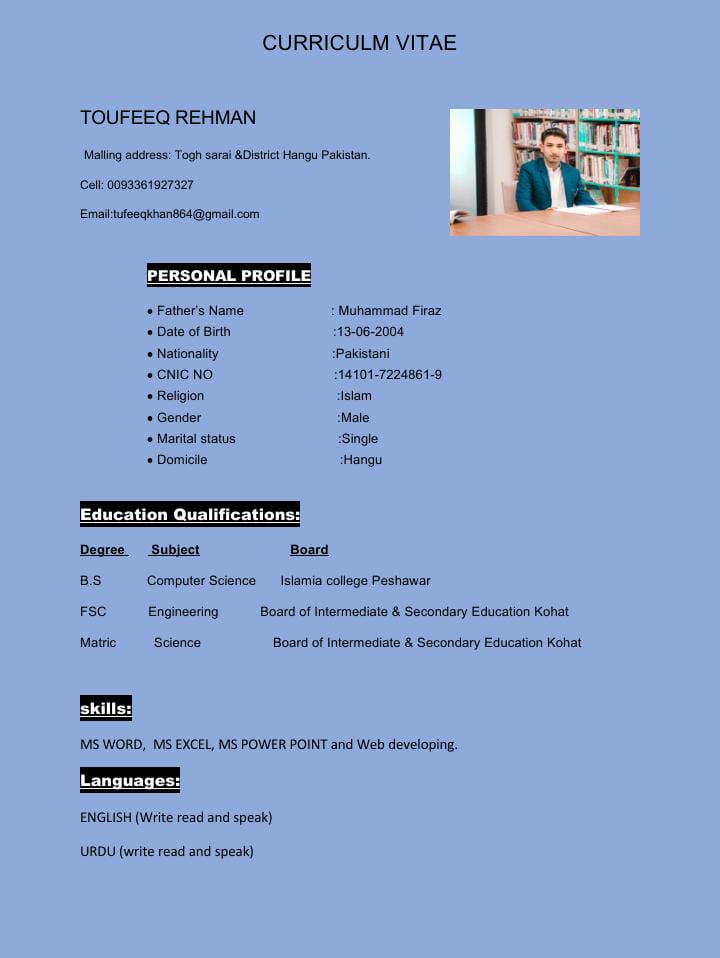 CURRICULM VITAE
TOUFEEQ REHMAN
Malling address: Togh sarai &District Hangu Pakistan.
Cell: 0093361927327
Email:tufeeqkhan864@gmail.com
PERSONAL PROFILE
• Father's Name : Muhammad Firaz
• Date of Birth :13-06-2004
• Nationality :Pakistani
• CNIC NO :14101-7224861-9
• Religion :Islam
• Gender :Male
• Marital status :Single
• Domicile :Hangu
Education Qualifications:
Degree Subject Board
B.S Computer Science Islamia college Peshawar
FSC Engineering Board of Intermediate & Secondary Education Kohat
Matric Science Board of Intermediate & Secondary Education Kohat
skills:
MS WORD, MS EXCEL, MS POWER POINT and Web developing.
Languages:
ENGLISH (Write read and speak)
URDU (write read and speak)